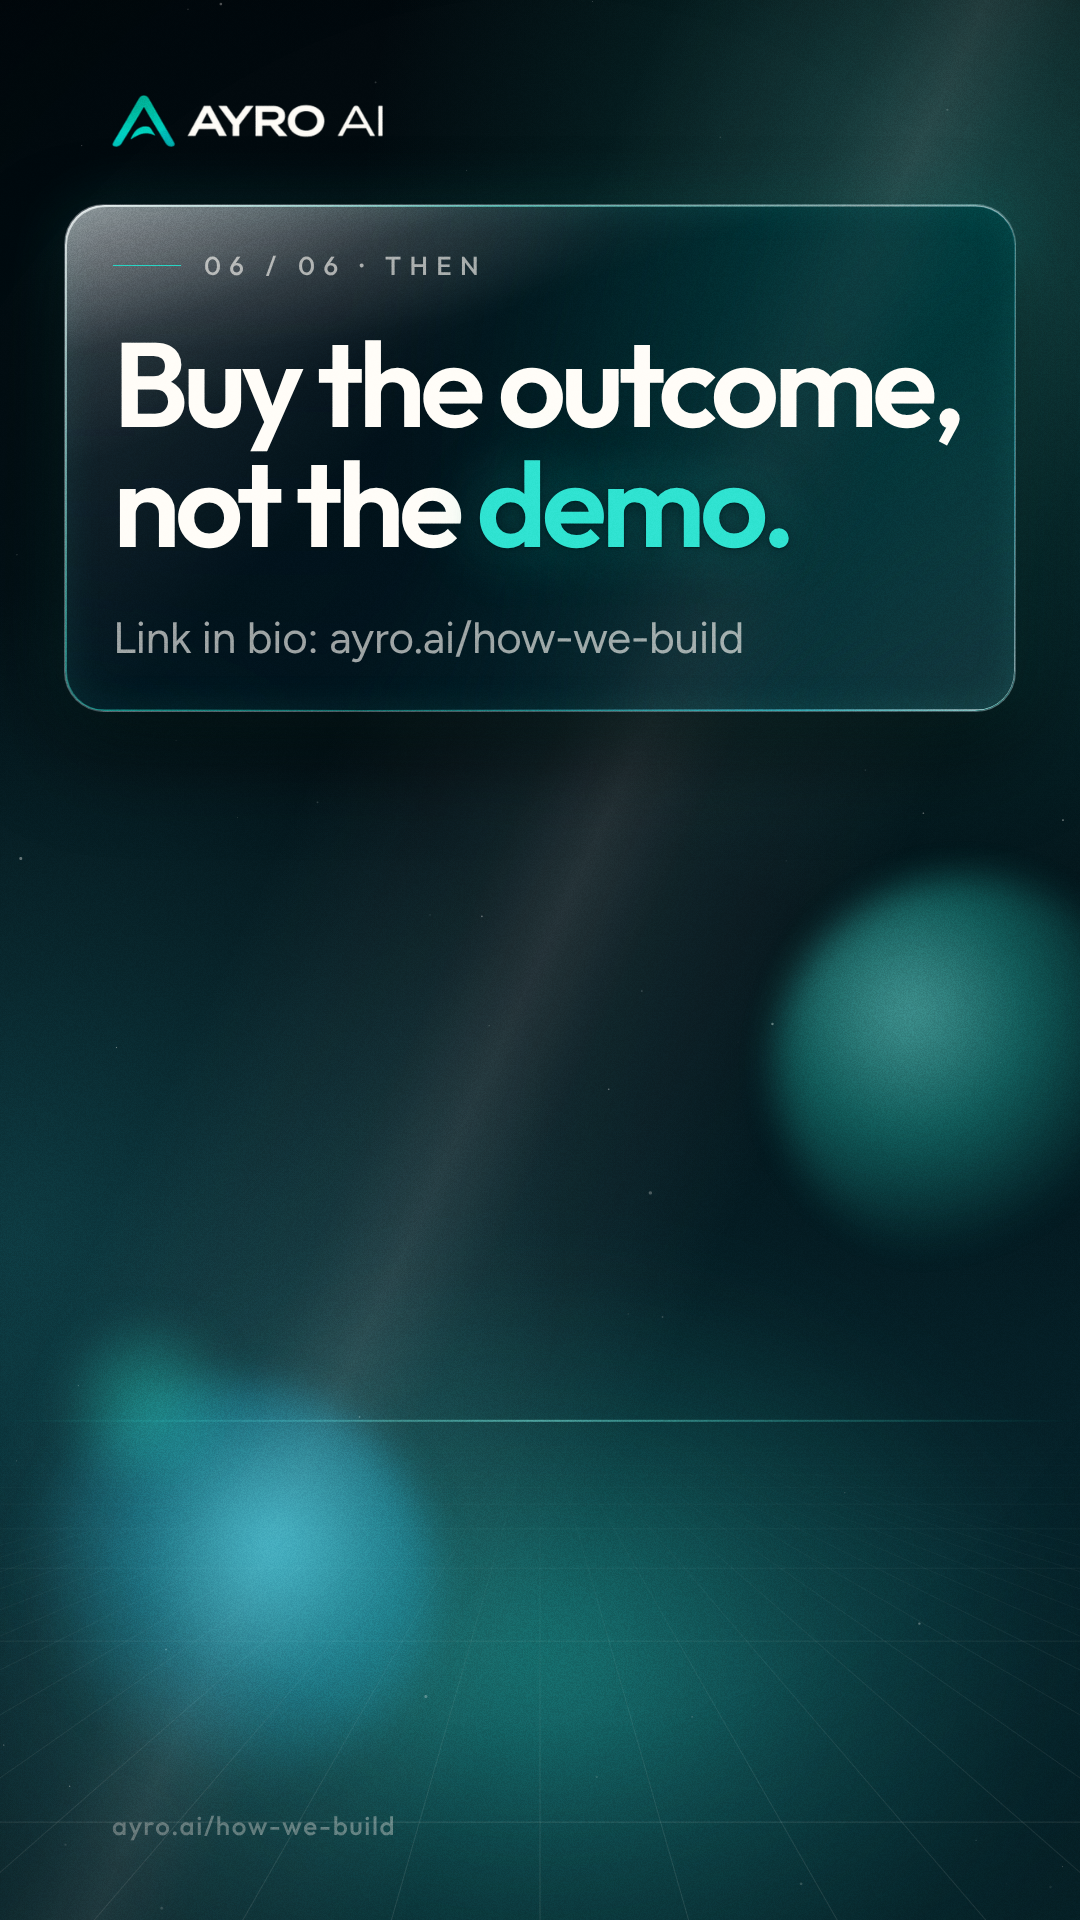 AYRO AI
06 / 06 · THEN
Buy the outcome,
not the demo.
Link in bio: ayro.ai/how-we-build
ayro.ai/how-we-build